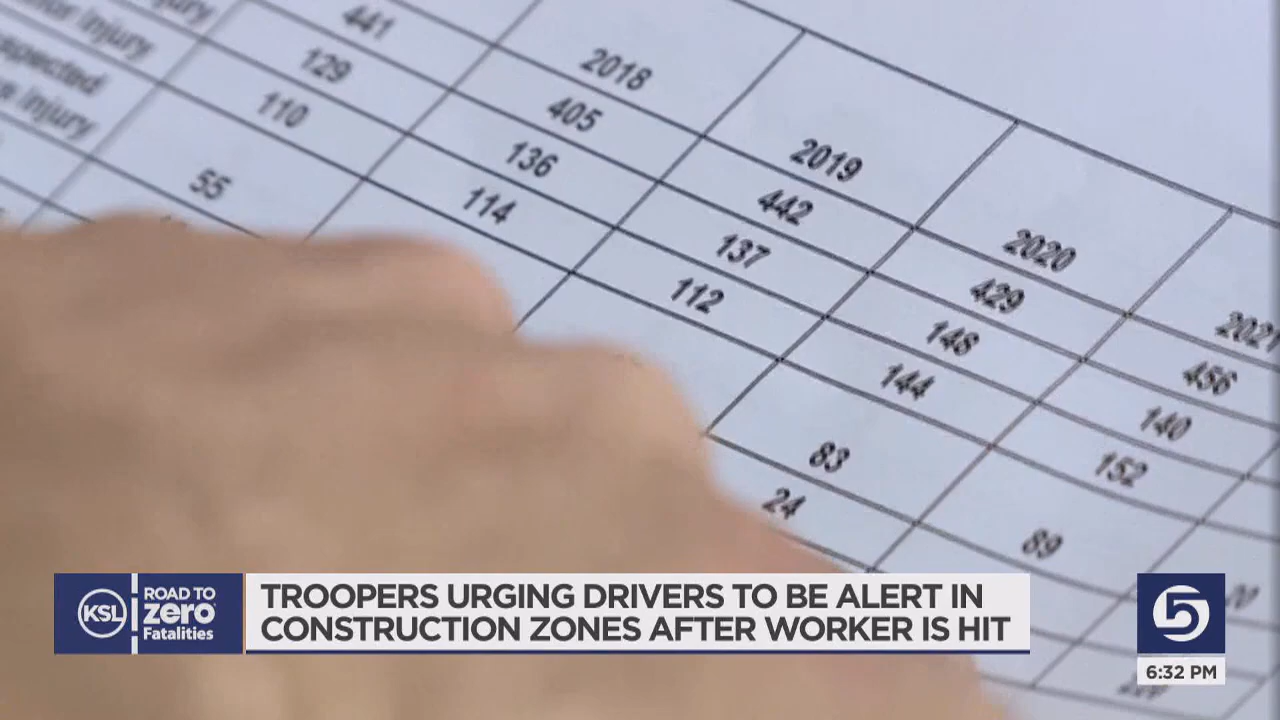 2018 2019 2020 2021
441 405 442 429 456
129 136 137 148 140
Injury 110 114 112 144 152
55 83 89
24
KSL
ROAD TO
zero
Fatalities
TROOPERS URGING DRIVERS TO BE ALERT IN
CONSTRUCTION ZONES AFTER WORKER IS HIT
5
6:32 PM